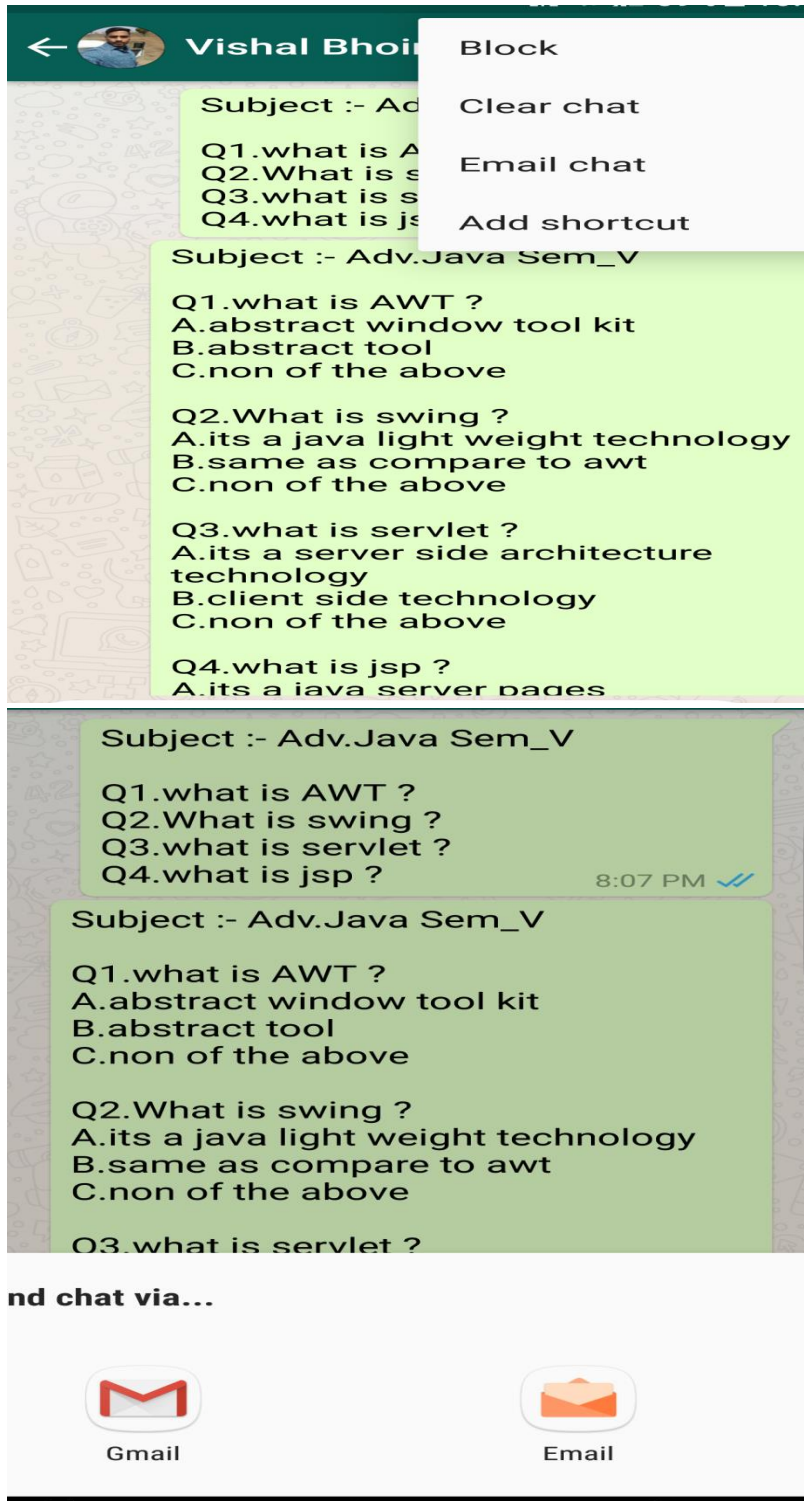 Vishal Bhoir
Block
Clear chat
Email chat
Add shortcut
Subject :- Ad
Q1.what is A
Q2.What is s
Q3.what is s
Q4.what is js
Subject :- Adv.Java Sem_V
Q1.what is AWT ?
A.abstract window tool kit
B.abstract tool
C.non of the above
Q2.What is swing ?
A.its a java light weight technology
B.same as compare to awt
C.non of the above
Q3.what is servlet ?
A.its a server side architecture
technology
B.client side technology
C.non of the above
Q4.what is jsp ?
A.its a java server pages
Subject :- Adv.Java Sem_V
Q1.what is AWT ?
Q2.What is swing ?
Q3.what is servlet ?
Q4.what is jsp ?
8:07 PM
Subject :- Adv.Java Sem_V
Q1.what is AWT ?
A.abstract window tool kit
B.abstract tool
C.non of the above
Q2.What is swing ?
A.its a java light weight technology
B.same as compare to awt
C.non of the above
Q3.what is servlet ?
nd chat via...
Gmail
Email